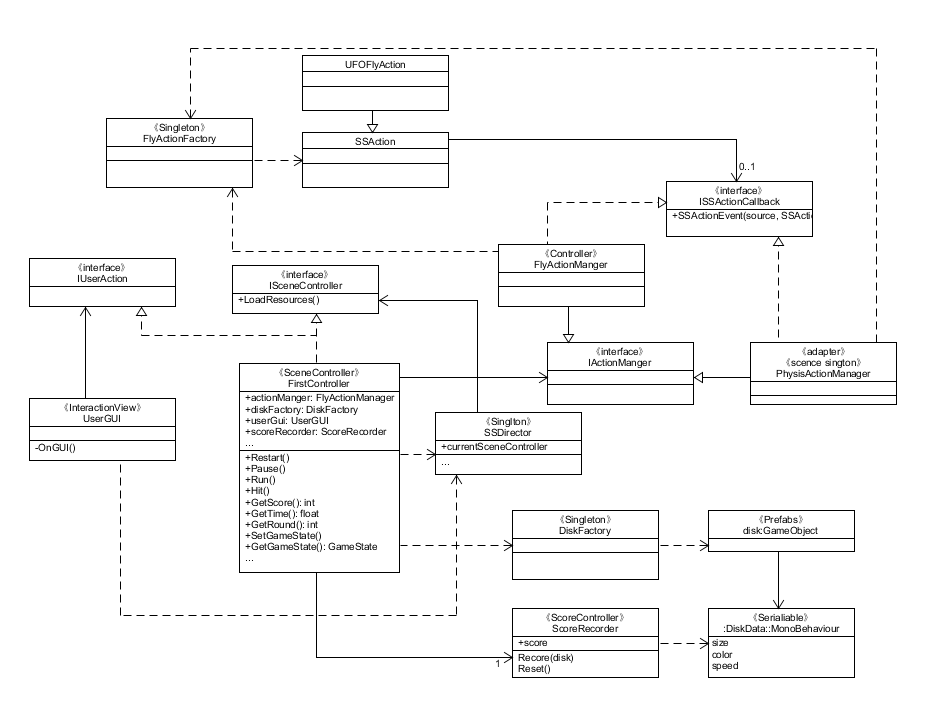 UFOFlyAction
《Singleton》
FlyActionFactory
SSAction
0..1
《interface》
ISSActionCallback
+SSActionEvent(source, SSActi
《Controller》
FlyActionManger
《interface》
IUserAction
《interface》
ISceneController
+LoadResources()
《interface》
IActionManger
《adapter》
《scence sington》
PhysisActionManager
《SceneController》
FirstController
+actionManger: FlyActionManager
+diskFactory: DiskFactory
+userGui: UserGUI
+scoreRecorder: ScoreRecorder
...
+Restart()
+Pause()
+Run()
+Hit()
+GetScore(): int
+GetTime(): float
+GetRound(): int
+SetGameState()
+GetGameState(): GameState
...
《InteractionView》
UserGUI
-OnGUI()
《Singlton》
SSDirector
+currentSceneController
...
《Singleton》
DiskFactory
《Prefabs》
disk:GameObject
《ScoreController》
ScoreRecorder
+score
Recore(disk)
Reset()
1
《Serialiable》
:DiskData::MonoBehaviour
size
color
speed